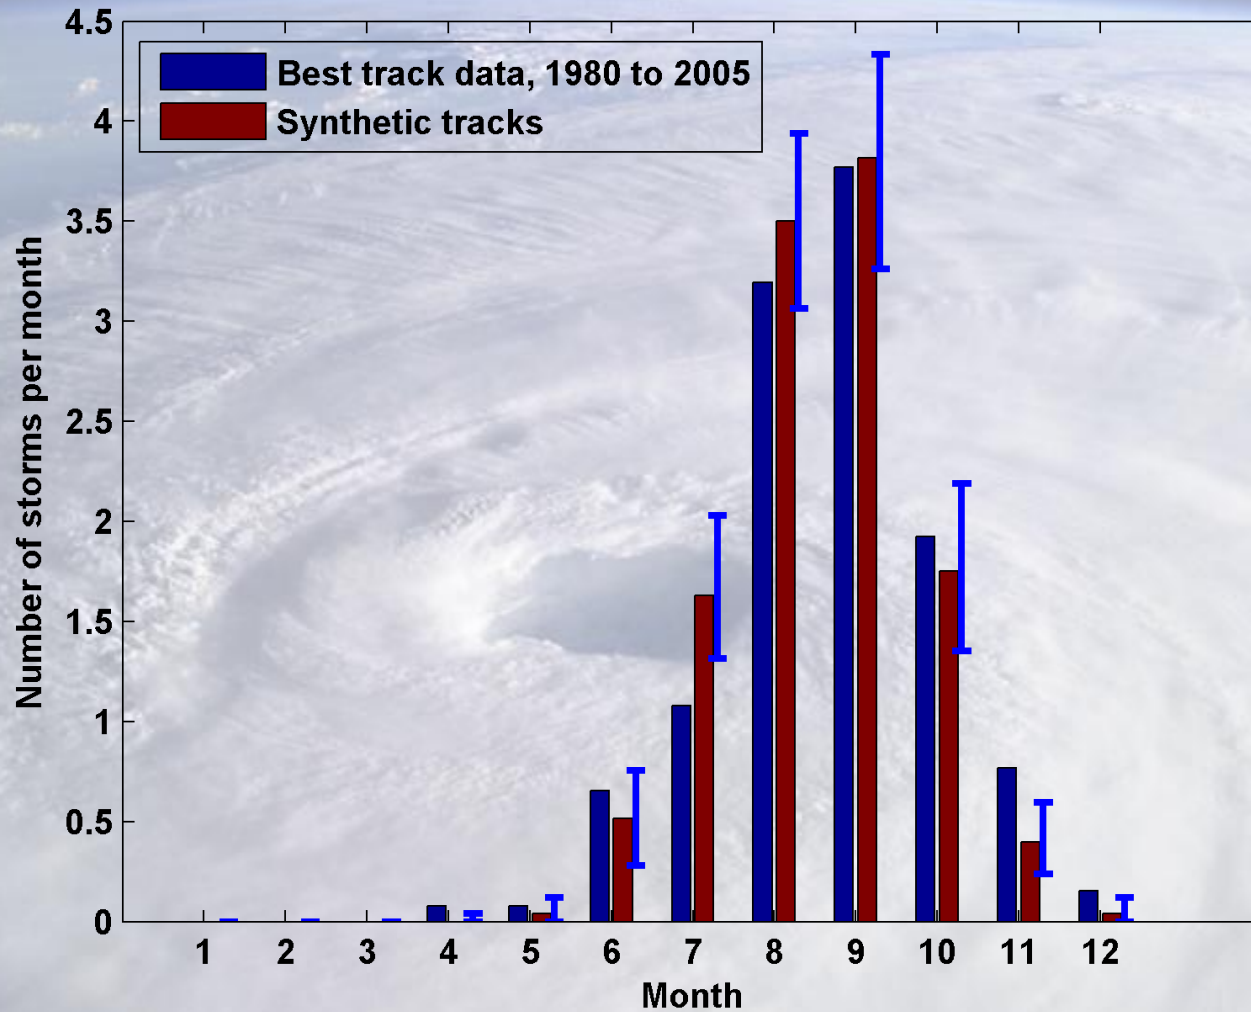 Best track data, 1980 to 2005
Synthetic tracks
4.5
4
3.5
3
2.5
2
1.5
1
0.5
0
Number of storms per month
1 2 3 4 5 6 7 8 9 10 11 12
Month